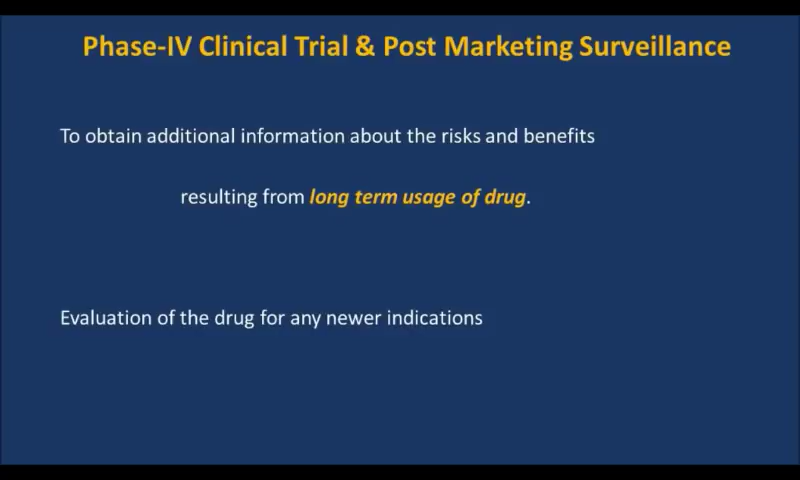 Phase-IV Clinical Trial & Post Marketing Surveillance
To obtain additional information about the risks and benefits
resulting from long term usage of drug.
Evaluation of the drug for any newer indications